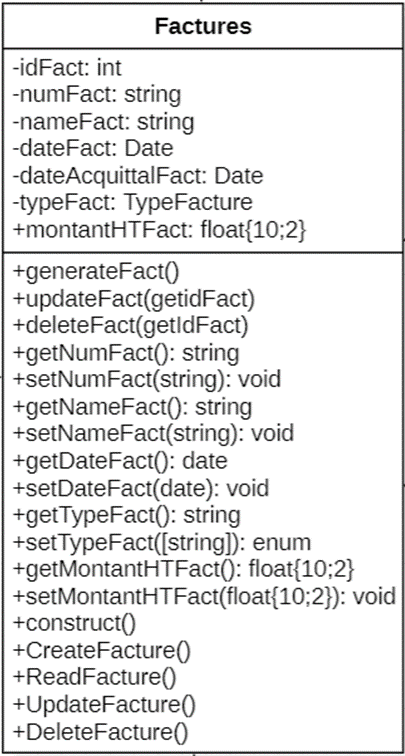 Factures
-idFact: int
-numFact: string
-nameFact: string
-dateFact: Date
-dateAcquittalFact: Date
-typeFact: TypeFacture
+montantHTFact: float{10;2}
+generateFact()
+updateFact(getidFact)
+deleteFact(getIdFact)
+getNumFact(): string
+setNumFact(string): void
+getNameFact(): string
+setNameFact(string): void
+getDateFact(): date
+setDateFact(date): void
+getTypeFact(): string
+setTypeFact([string]): enum
+getMontantHTFact(): float{10;2}
+setMontantHTFact(float{10;2}): void
+construct()
+CreateFacture()
+ReadFacture()
+UpdateFacture()
+DeleteFacture()